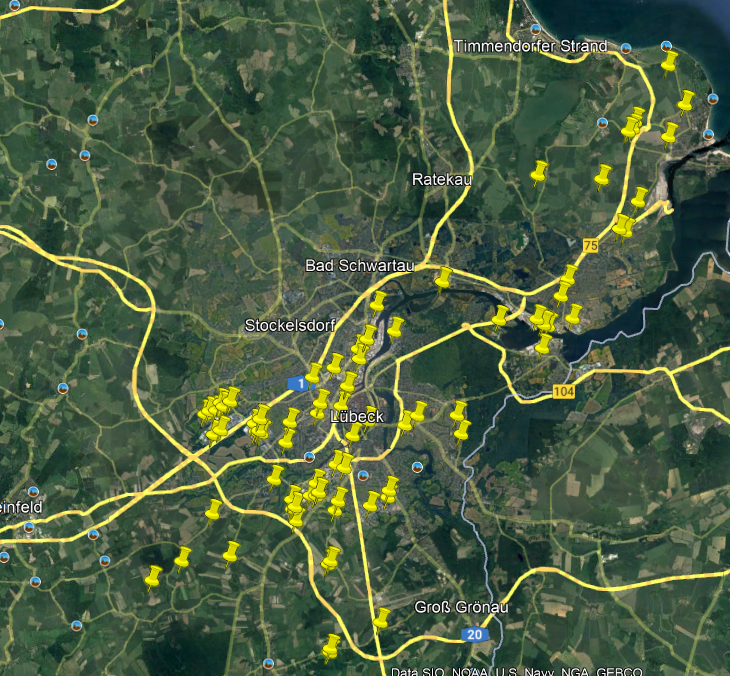 Timmendorfer Strand
Ratekau
75
Bad Schwartau
Stockelsdorf
1
104
Lübeck
einfeld
Groß Grönau
20
Data SIO, NOAA, U.S. Navy, NGA, GEBCO